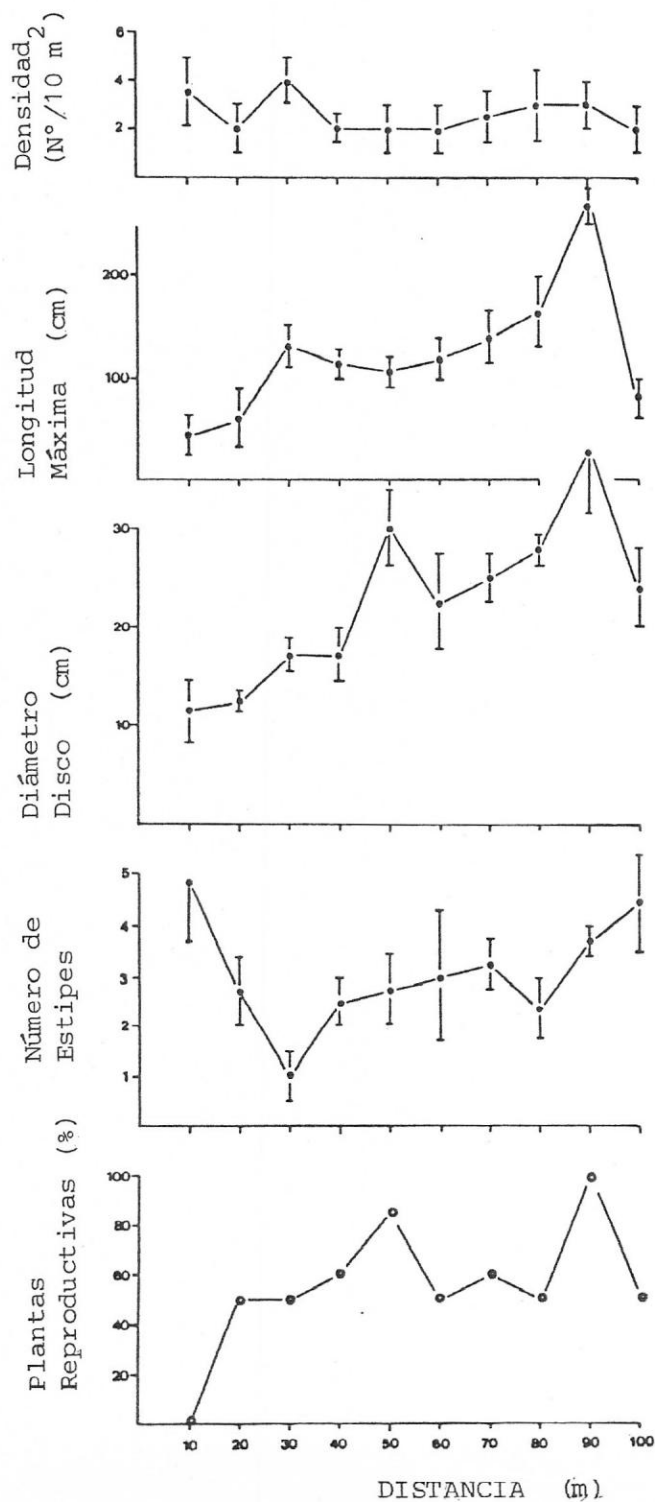 Densidad
(N°/10 m²)
6
4
2
Longitud
Máxima (cm)
200
100
Diámetro
Disco (cm)
30
20
10
Número de
Estipes
5
4
3
2
1
Plantas
Reproductivas (%)
100
80
60
40
20
10 20 30 40 50 60 70 80 90 100
DISTANCIA (m)